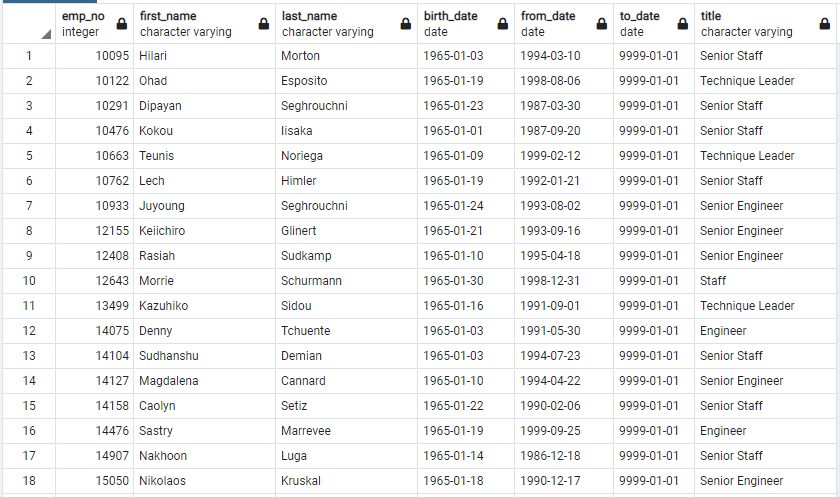 emp_no first_name last_name birth_date from_date to_date title
integer character varying character varying date date date character varying
1 10095 Hilari Morton 1965-01-03 1994-03-10 9999-01-01 Senior Staff
2 10122 Ohad Esposito 1965-01-19 1998-08-06 9999-01-01 Technique Leader
3 10291 Dipayan Seghrouchni 1965-01-23 1987-03-30 9999-01-01 Senior Staff
4 10476 Kokou Iisaka 1965-01-01 1987-09-20 9999-01-01 Senior Staff
5 10663 Teunis Noriega 1965-01-09 1999-02-12 9999-01-01 Technique Leader
6 10762 Lech Himler 1965-01-19 1992-01-21 9999-01-01 Senior Staff
7 10933 Juyoung Seghrouchni 1965-01-24 1993-08-02 9999-01-01 Senior Engineer
8 12155 Keiichiro Glinert 1965-01-21 1993-09-16 9999-01-01 Senior Engineer
9 12408 Rasiah Sudkamp 1965-01-10 1995-04-18 9999-01-01 Senior Engineer
10 12643 Morrie Schurmann 1965-01-30 1998-12-31 9999-01-01 Staff
11 13499 Kazuhiko Sidou 1965-01-16 1991-09-01 9999-01-01 Technique Leader
12 14075 Denny Tchuente 1965-01-03 1991-05-30 9999-01-01 Engineer
13 14104 Sudhanshu Demian 1965-01-03 1994-07-23 9999-01-01 Senior Staff
14 14127 Magdalena Cannard 1965-01-10 1994-04-22 9999-01-01 Senior Engineer
15 14158 Caolyn Setiz 1965-01-22 1990-02-06 9999-01-01 Senior Staff
16 14476 Sastry Marrevee 1965-01-19 1999-09-25 9999-01-01 Engineer
17 14907 Nakhoon Luga 1965-01-14 1986-12-18 9999-01-01 Senior Staff
18 15050 Nikolaos Kruskal 1965-01-18 1990-12-17 9999-01-01 Senior Engineer